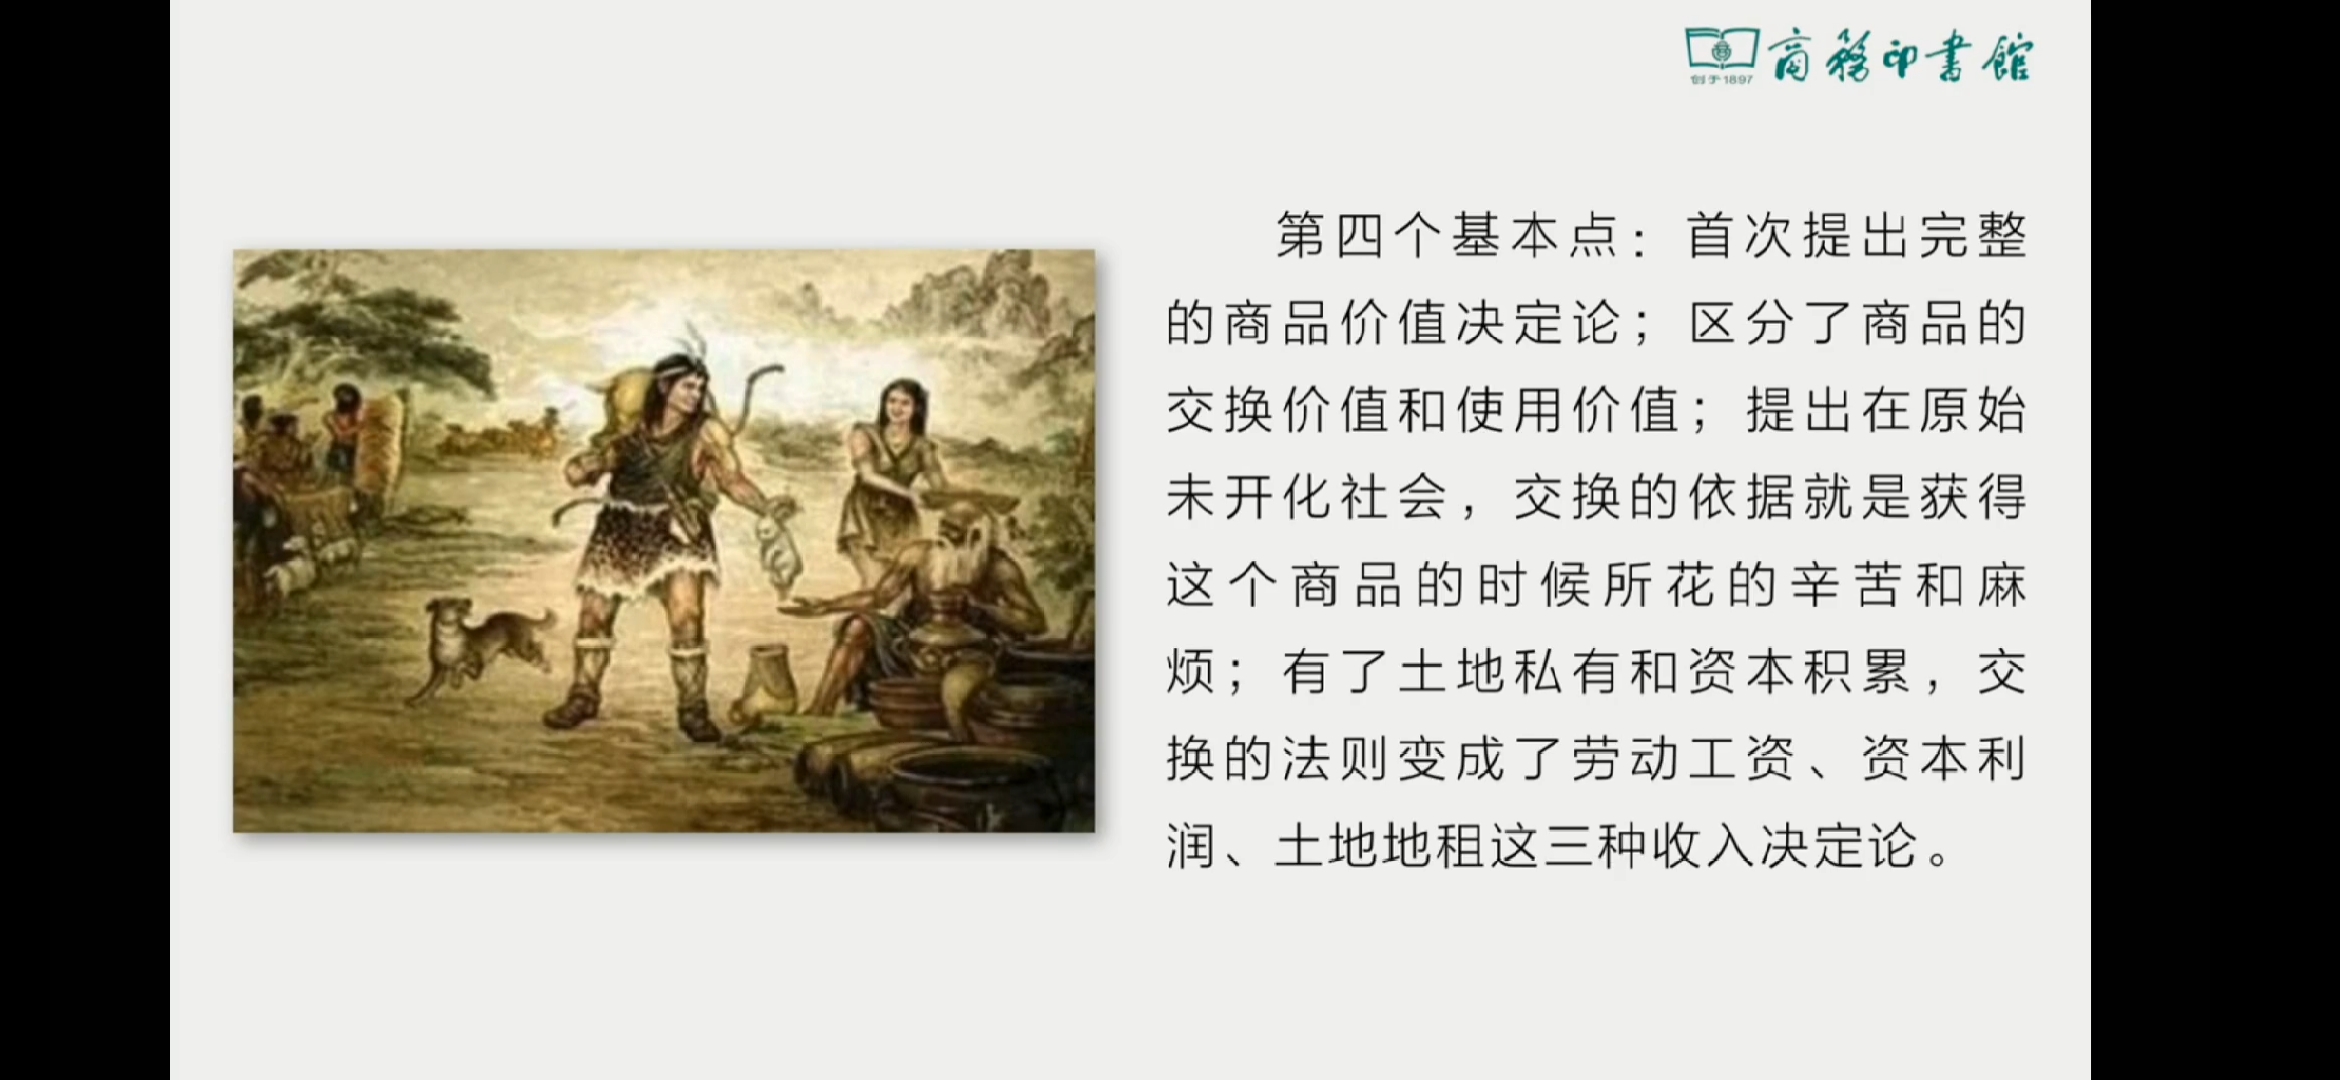 创于1897
商務印書館
第四个基本点：首次提出完整
的商品价值决定论；区分了商品的
交换价值和使用价值；提出在原始
未开化社会，交换的依据就是获得
这个商品的时候所花的辛苦和麻
烦；有了土地私有和资本积累，交
换的法则变成了劳动工资、资本利
润、土地地租这三种收入决定论。